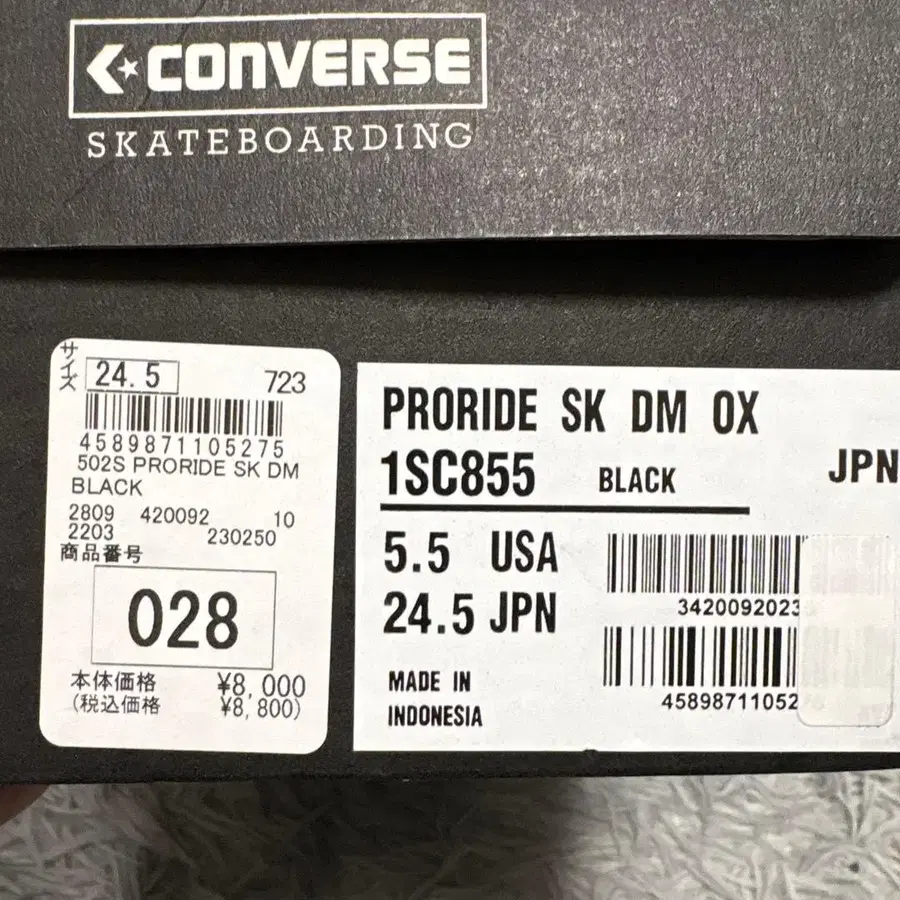 CONVERSE
SKATEBOARDING
サイズ 24.5 723
4589871105275
502S PRORIDE SK DM
BLACK
2809 420092 10
2203 230250
商品番号
028
本体価格 ¥8,000
(税込価格 ¥8,800)
PRORIDE SK DM OX
1SC855 BLACK JPN
5.5 USA
24.5 JPN
3420092023
45898711052
MADE IN
INDONESIA